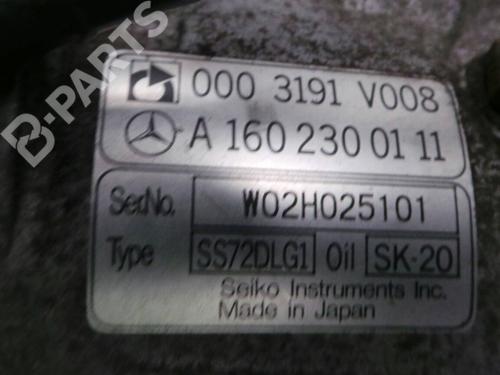 000 3191 V008
A 160 230 01 11
Ser.No. W02H025101
Type SS72DLG1 Oil SK-20
Seiko Instruments Inc.
Made in Japan
B-PARTS